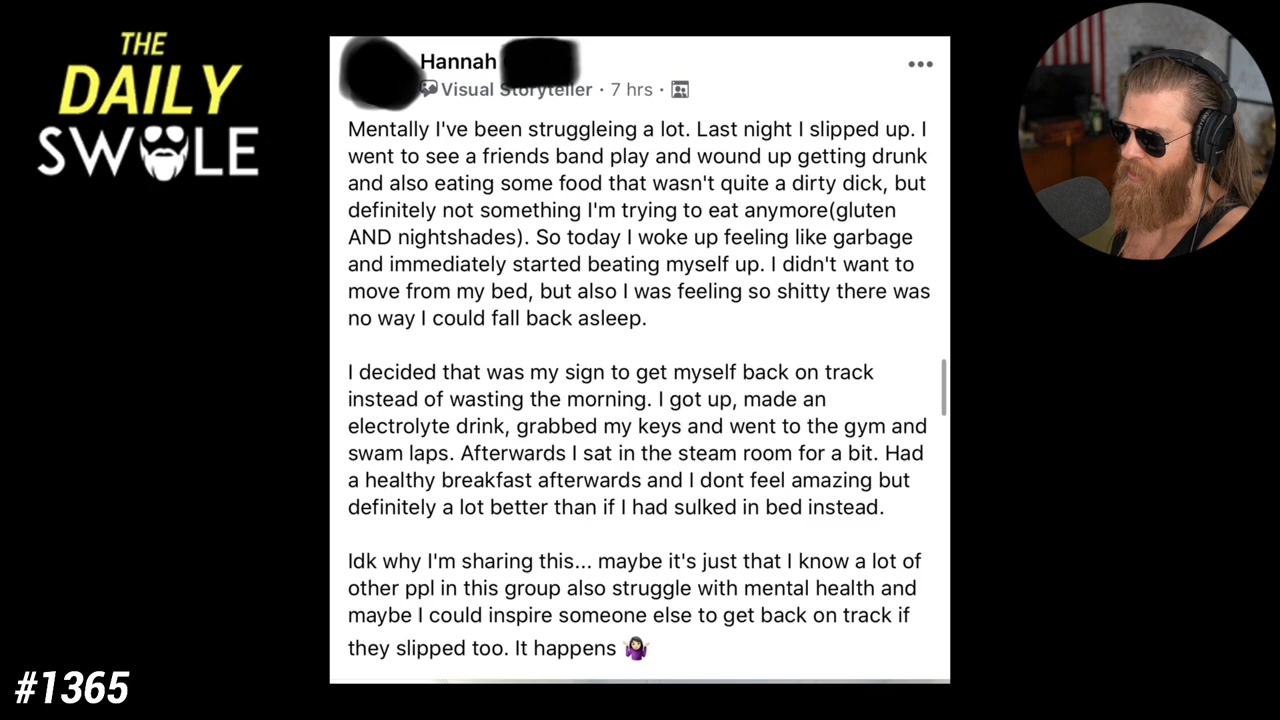 THE
DAILY
SWOLE
Hannah
Visual Storyteller · 7 hrs ·
Mentally I've been struggleing a lot. Last night I slipped up. I
went to see a friends band play and wound up getting drunk
and also eating some food that wasn't quite a dirty dick, but
definitely not something I'm trying to eat anymore(gluten
AND nightshades). So today I woke up feeling like garbage
and immediately started beating myself up. I didn't want to
move from my bed, but also I was feeling so shitty there was
no way I could fall back asleep.
I decided that was my sign to get myself back on track
instead of wasting the morning. I got up, made an
electrolyte drink, grabbed my keys and went to the gym and
swam laps. Afterwards I sat in the steam room for a bit. Had
a healthy breakfast afterwards and I dont feel amazing but
definitely a lot better than if I had sulked in bed instead.
Idk why I'm sharing this... maybe it's just that I know a lot of
other ppl in this group also struggle with mental health and
maybe I could inspire someone else to get back on track if
they slipped too. It happens 🤷🏻‍♀️
#1365